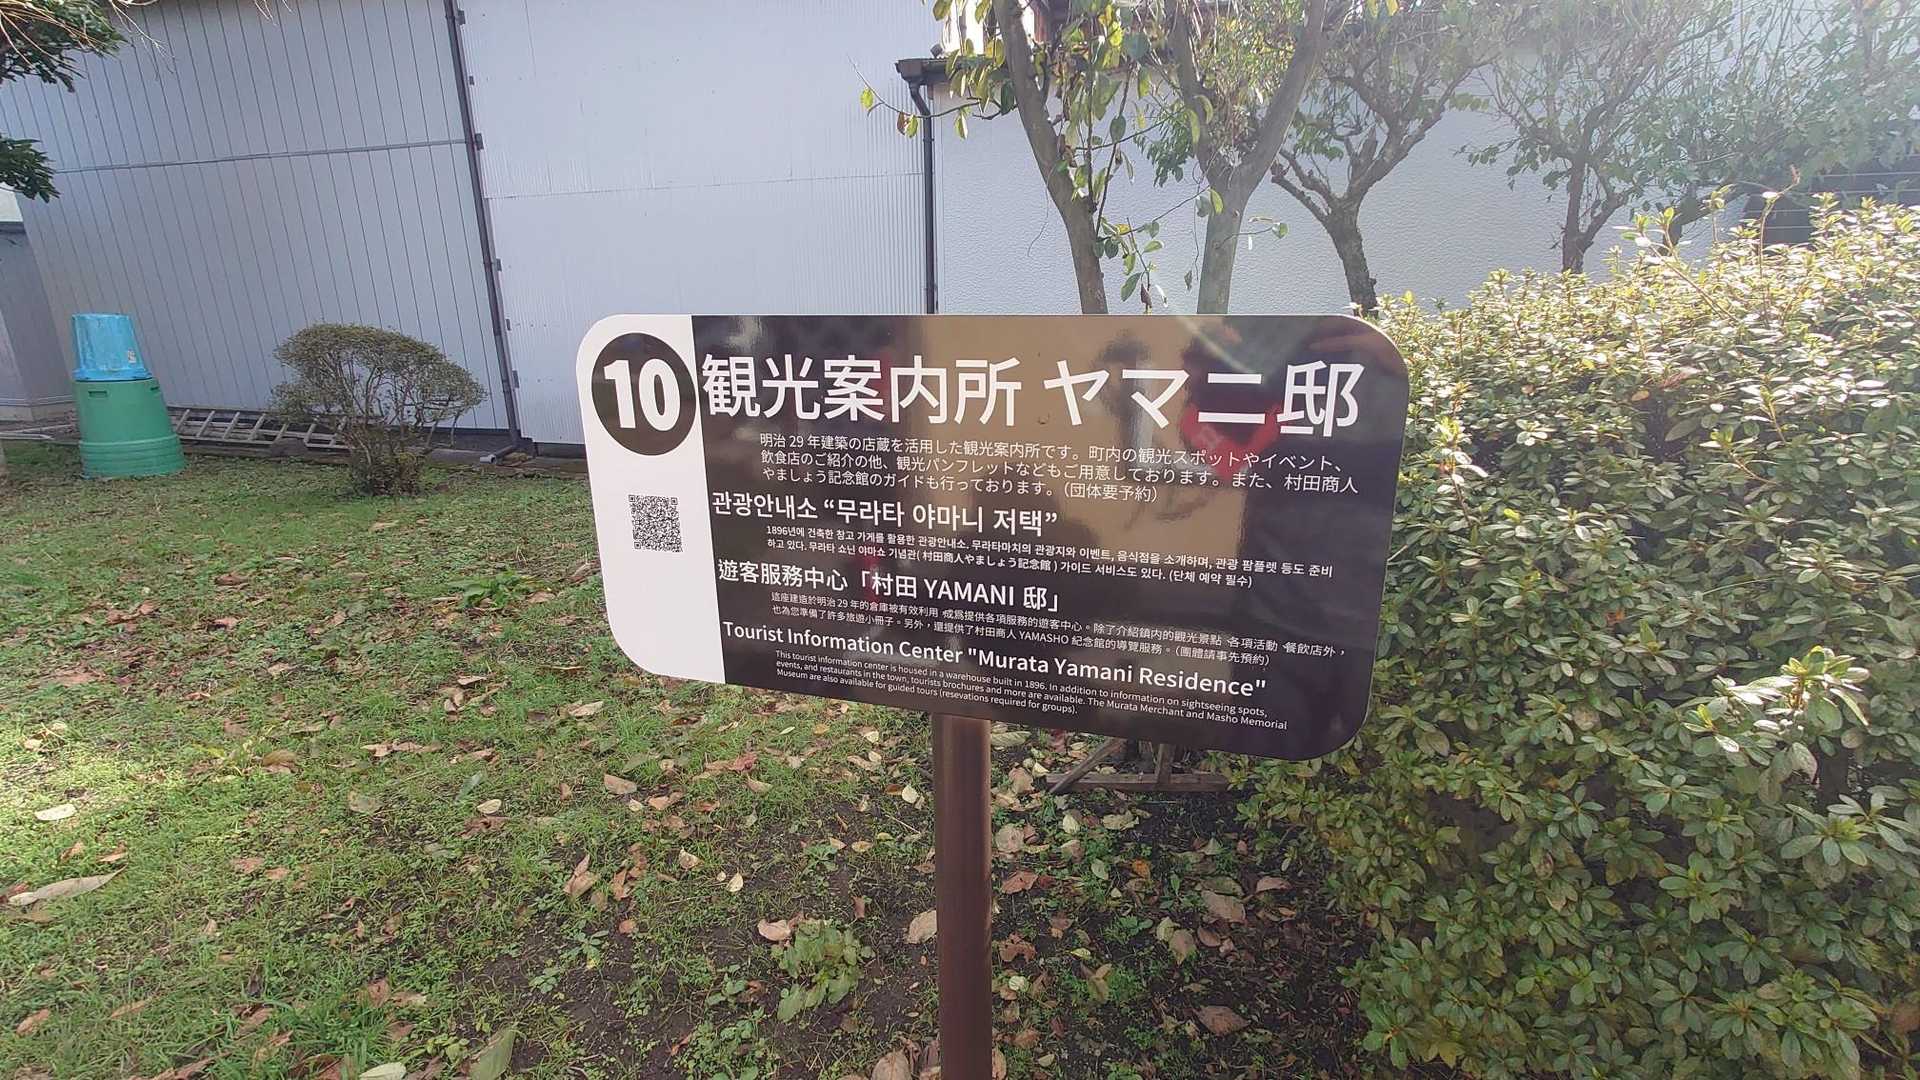 10
観光案内所 ヤマニ邸
明治 29 年建築の店蔵を活用した観光案内所です。町内の観光スポットやイベント、
飲食店のご紹介の他、観光パンフレットなどもご用意しております。また、村田商人
やましょう記念館のガイドも行っております。（団体要予約）
관광안내소 “무라타 야마니 저택”
1896년에 건축한 창고 가게를 활용한 관광안내소. 무라타마치의 관광지와 이벤트, 음식점을 소개하며, 관광 팜플렛 등도 준비
하고 있다. 무라타 쇼닌 야마쇼 기념관( 村田商人やましょう記念館 ) 가이드 서비스도 있다. (단체 예약 필수)
遊客服務中心「村田 YAMANI 邸」
這座建造於明治 29 年的倉庫被有效利用，成爲提供各項服務的遊客中心。除了介紹鎮内的觀光景點、各項活動、餐飲店外，
也為您準備了許多旅遊小冊子。另外，還提供了村田商人 YAMASHO 紀念館的導覽服務。（團體請事先預約）
Tourist Information Center "Murata Yamani Residence"
This tourist information center is housed in a warehouse built in 1896. In addition to information on sightseeing spots,
events, and restaurants in the town, tourists brochures and more are available. The Murata Merchant and Masho Memorial
Museum are also available for guided tours (resevations required for groups).